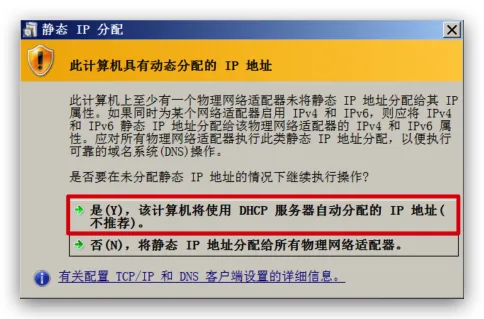 静态 IP 分配
此计算机具有动态分配的 IP 地址
此计算机上至少有一个物理网络适配器未将静态 IP 地址分配给其 IP
属性。如果同时为某个网络适配器启用 IPv4 和 IPv6，则应将 IPv4
和 IPv6 静态 IP 地址分配给该物理网络适配器的 IPv4 和 IPv6 属
性。应对所有物理网络适配器执行此类静态 IP 地址分配，以便执行
可靠的域名系统(DNS)操作。
是否要在未分配静态 IP 地址的情况下继续执行操作?
是(Y)，该计算机将使用 DHCP 服务器自动分配的 IP 地址(
不推荐)。
否(N)，将静态 IP 地址分配给所有物理网络适配器。
有关配置 TCP/IP 和 DNS 客户端设置的详细信息。